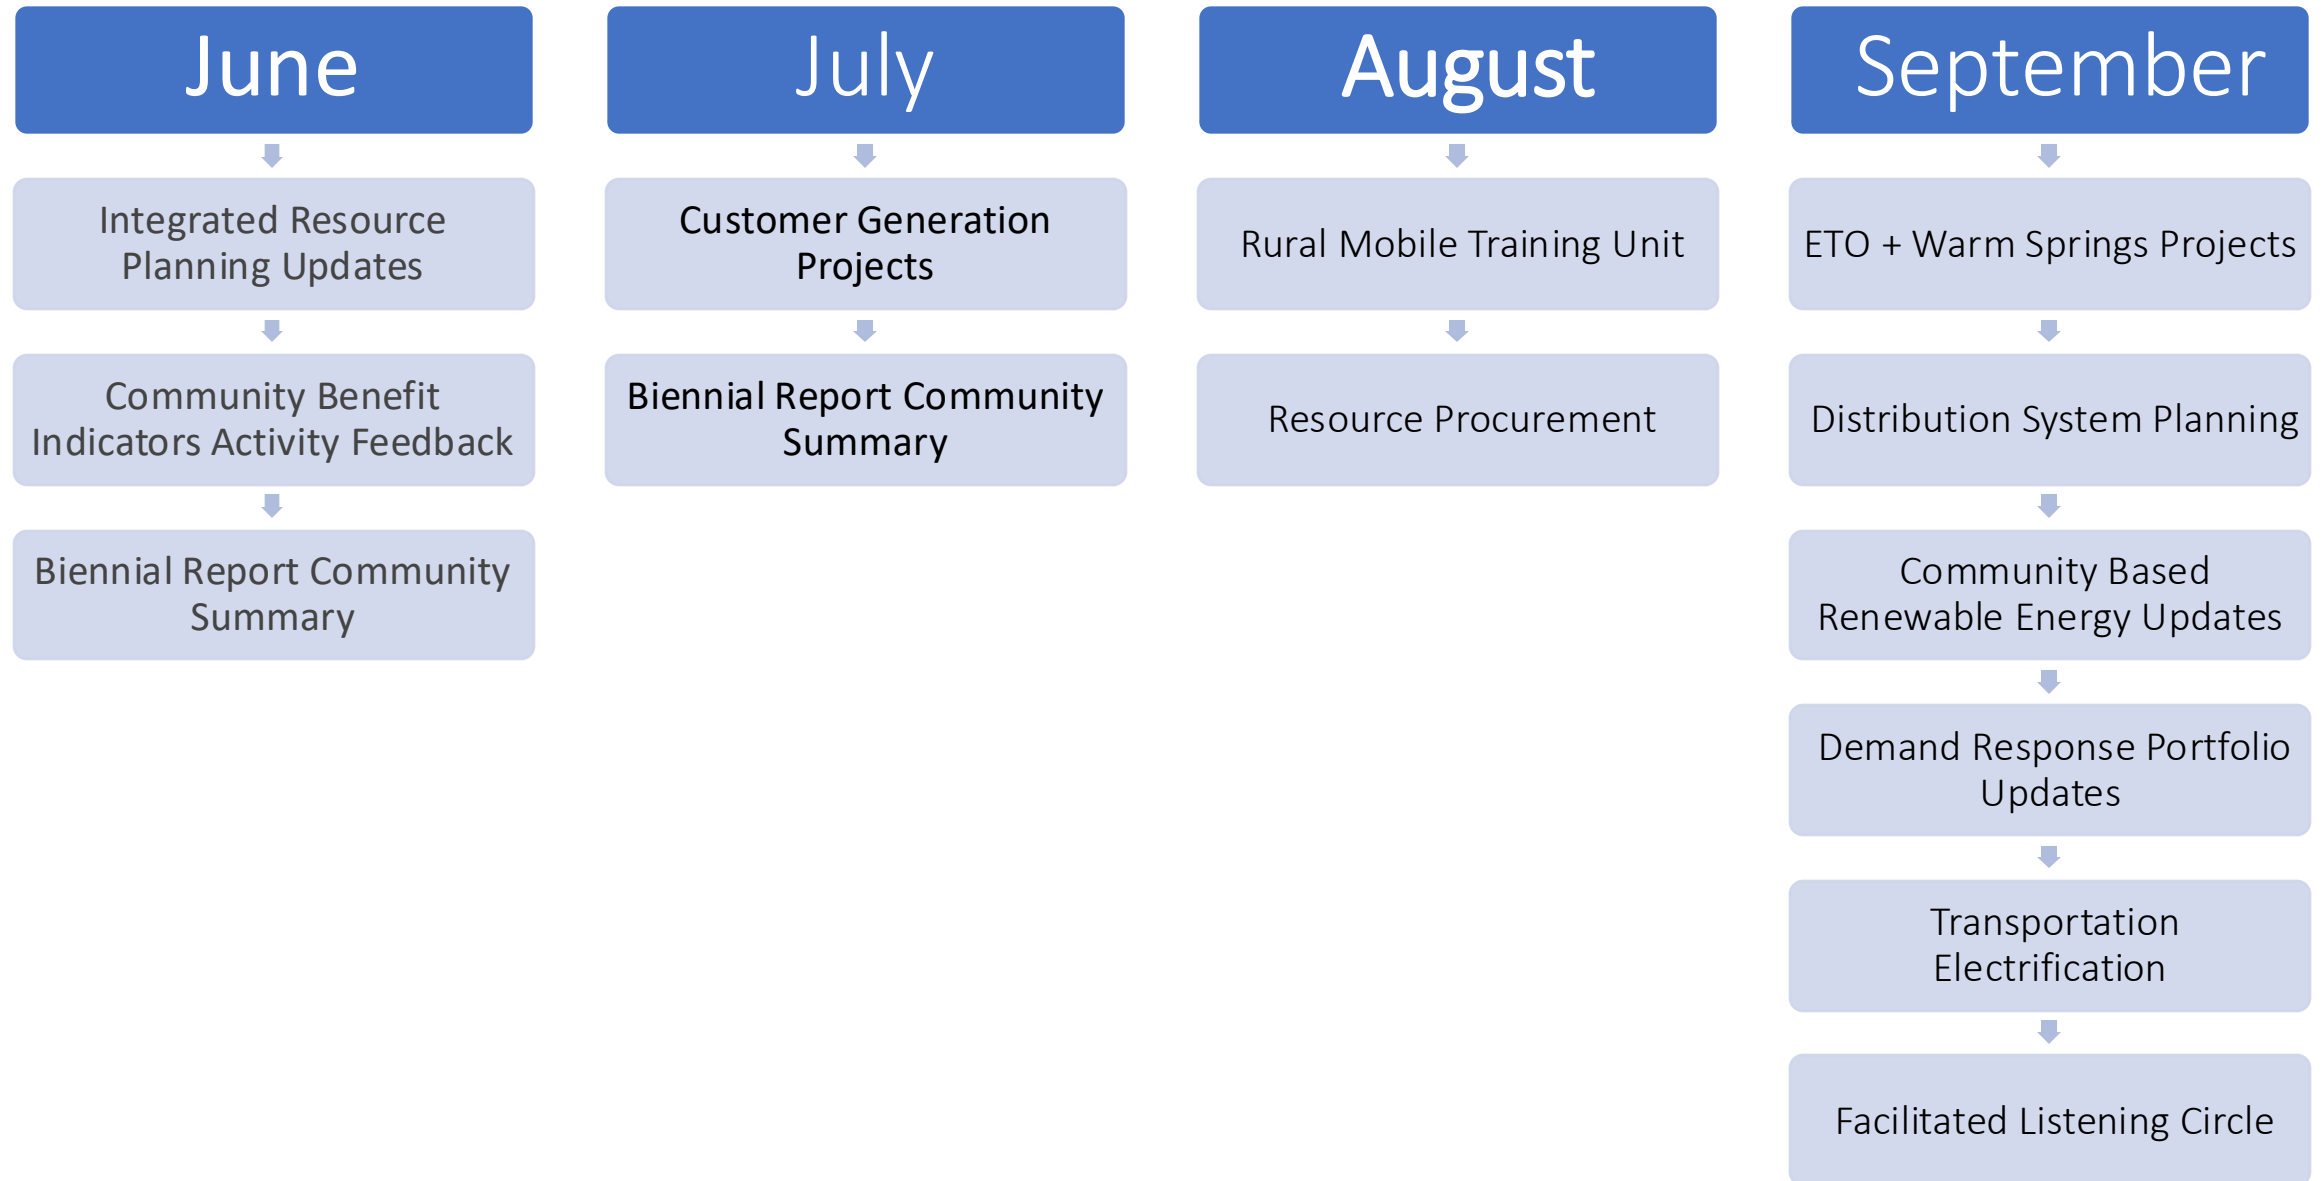 June
Integrated Resource
Planning Updates
Community Benefit
Indicators Activity Feedback
Biennial Report Community
Summary
July
Customer Generation
Projects
Biennial Report Community
Summary
August
Rural Mobile Training Unit
Resource Procurement
September
ETO + Warm Springs Projects
Distribution System Planning
Community Based
Renewable Energy Updates
Demand Response Portfolio
Updates
Transportation
Electrification
Facilitated Listening Circle